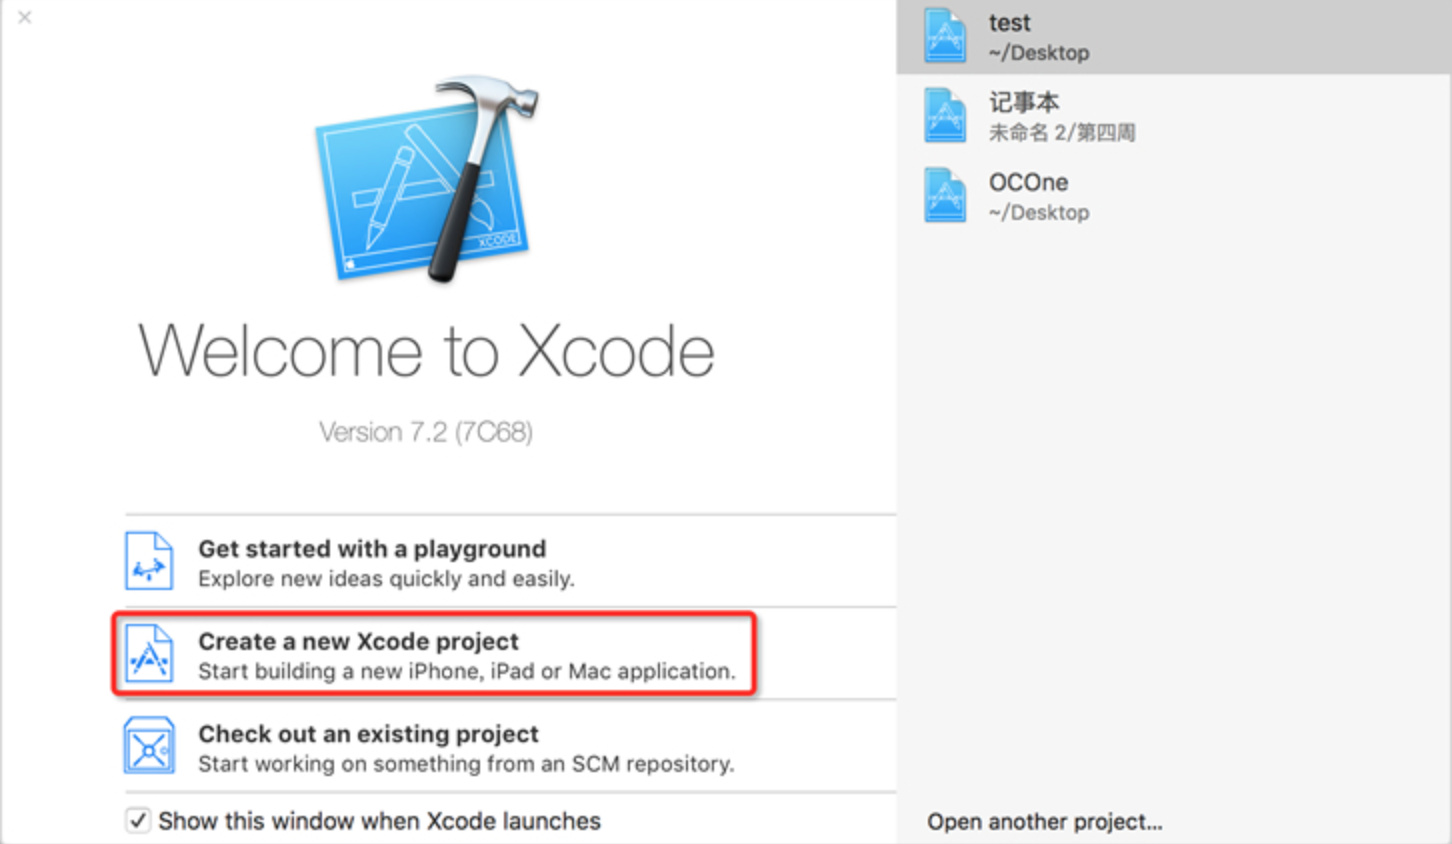 XCODE
Welcome to Xcode
Version 7.2 (7C68)
Get started with a playground
Explore new ideas quickly and easily.
Create a new Xcode project
Start building a new iPhone, iPad or Mac application.
Check out an existing project
Start working on something from an SCM repository.
Show this window when Xcode launches
test
~/Desktop
记事本
未命名 2/第四周
OCOne
~/Desktop
Open another project...